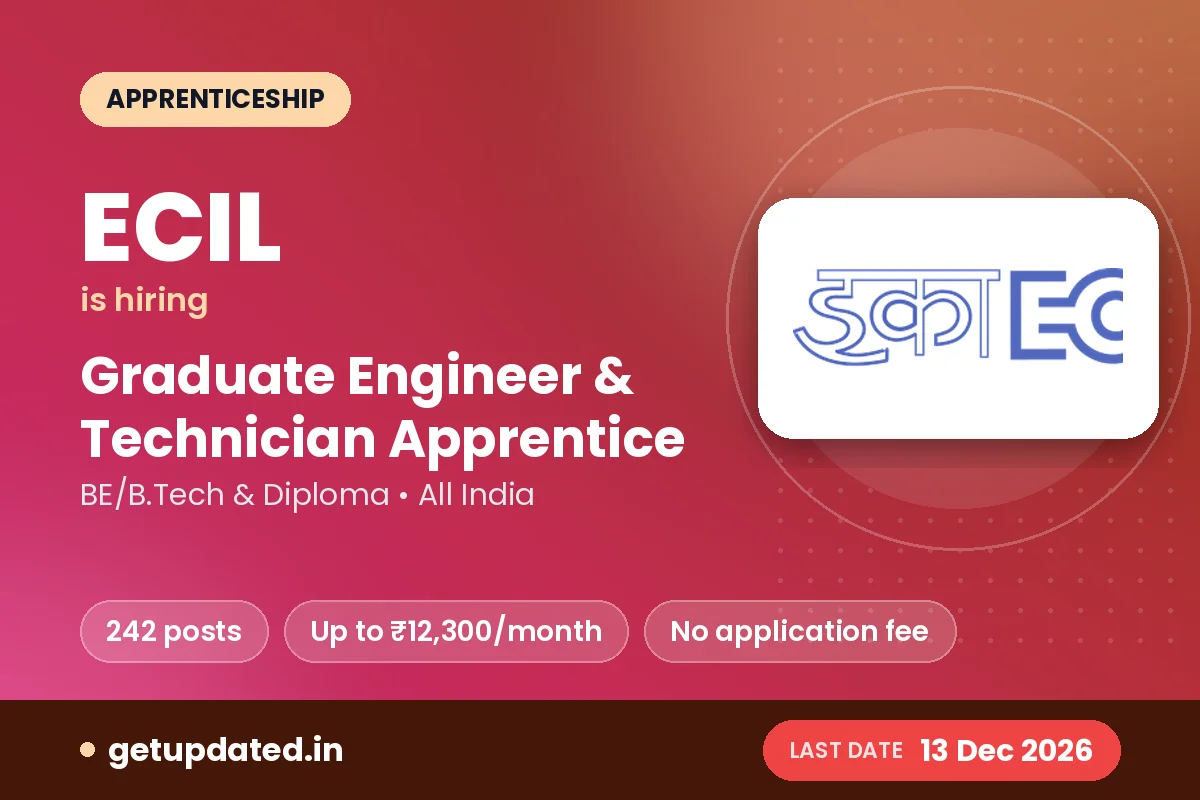 APPRENTICESHIP
ECIL
is hiring
Graduate Engineer &
Technician Apprentice
BE/B.Tech & Diploma • All India
इका EC
242 posts
Up to ₹12,300/month
No application fee
getupdated.in
LAST DATE 13 Dec 2026